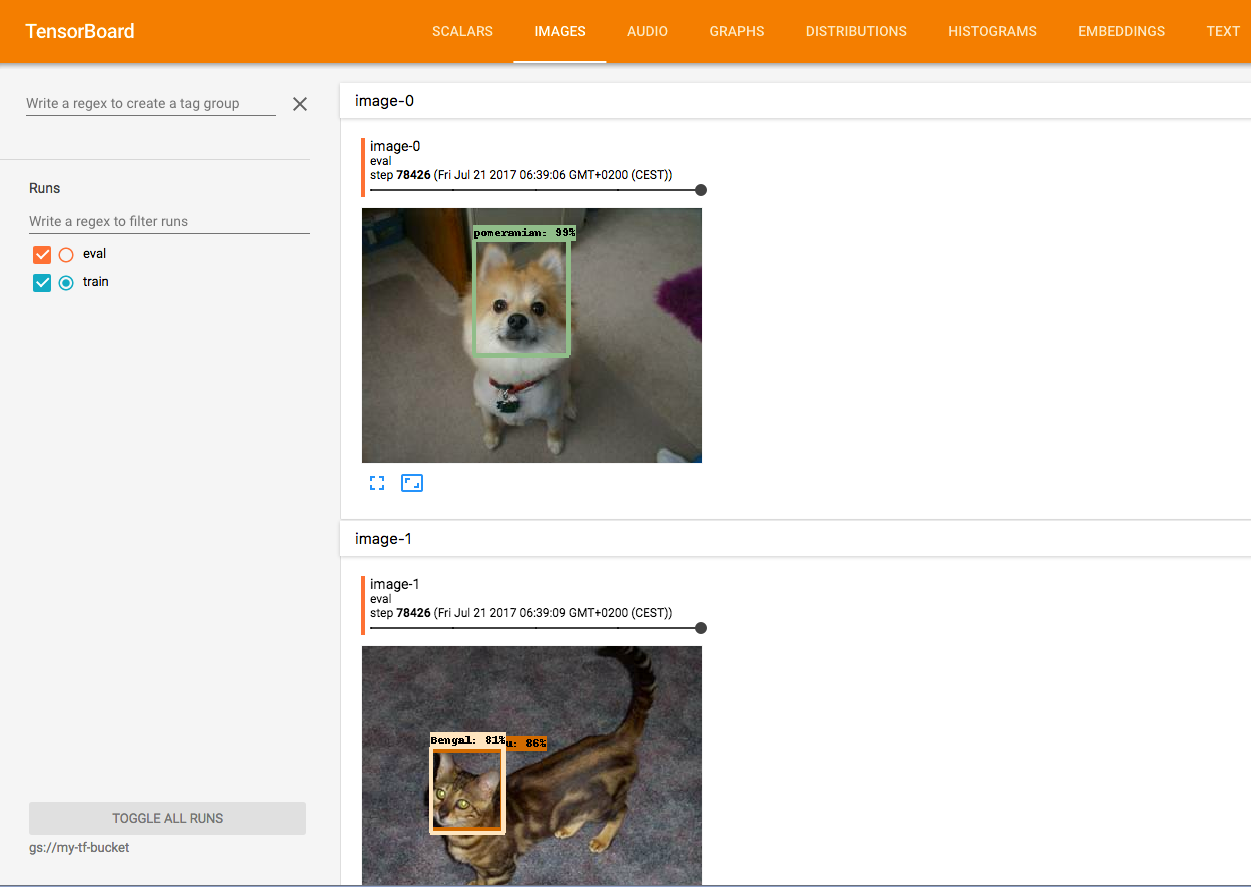 TensorBoard
SCALARS IMAGES AUDIO GRAPHS DISTRIBUTIONS HISTOGRAMS EMBEDDINGS TEXT
Write a regex to create a tag group
Runs
Write a regex to filter runs
eval
train
TOGGLE ALL RUNS
gs://my-tf-bucket
image-0
image-0
eval
step 78426 (Fri Jul 21 2017 06:39:06 GMT+0200 (CEST))
pomeranian: 99%
image-1
image-1
eval
step 78426 (Fri Jul 21 2017 06:39:09 GMT+0200 (CEST))
Bengal: 81% u: 86%